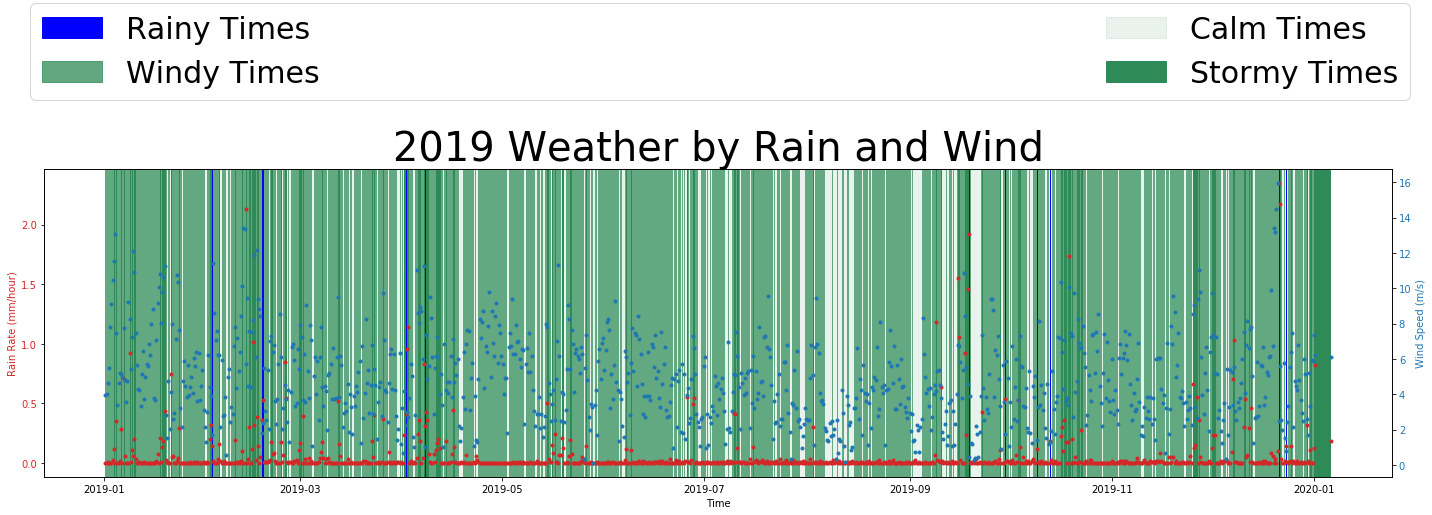 Rainy Times
Windy Times
Calm Times
Stormy Times
2019 Weather by Rain and Wind
Rain Rate (mm/hour)
2.0
1.5
1.0
0.5
0.0
16
14
12
10
8
6
4
2
0
Wind Speed (m/s)
2019-01 2019-03 2019-05 2019-07 2019-09 2019-11 2020-01
Time